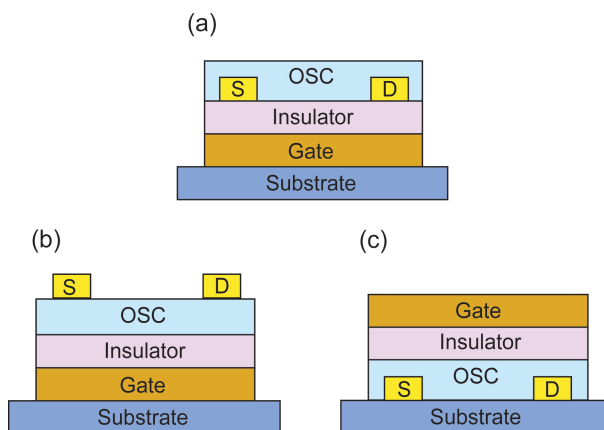 (a)
OSC
S D
Insulator
Gate
Substrate
(b)
S D
OSC
Insulator
Gate
Substrate
(c)
Gate
Insulator
OSC
S D
Substrate